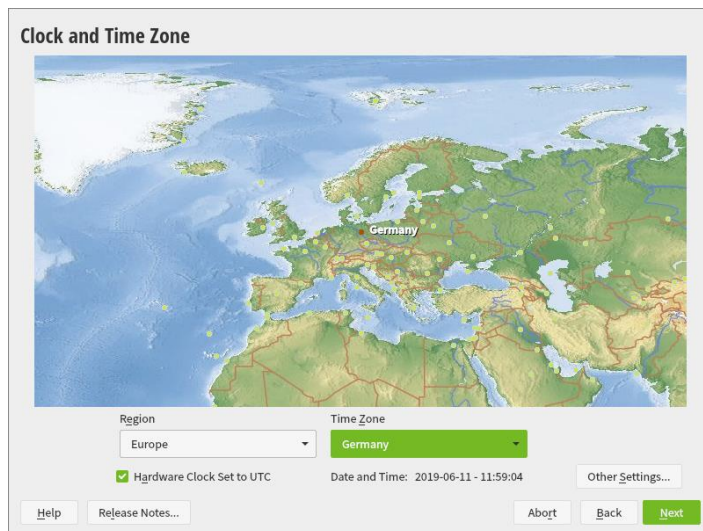 Clock and Time Zone
Germany
Region
Time Zone
Europe
Germany
Hardware Clock Set to UTC
Date and Time: 2019-06-11 - 11:59:04
Other Settings...
Help
Release Notes...
Abort
Back
Next